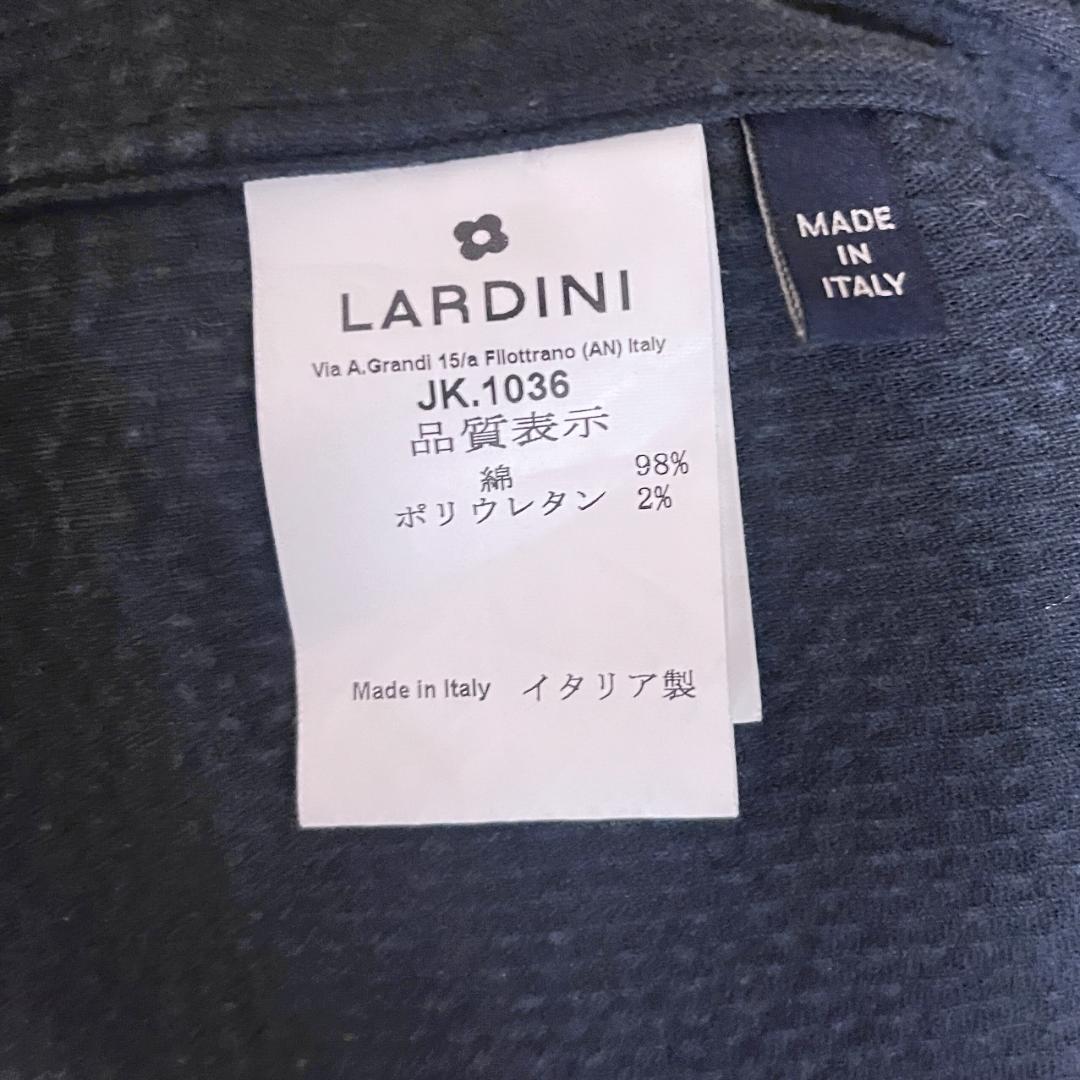 LARDINI
Via A.Grandi 15/a Filottrano (AN) Italy
JK.1036
品質表示
綿 98%
ポリウレタン 2%
Made in Italy イタリア製
MADE
IN
ITALY